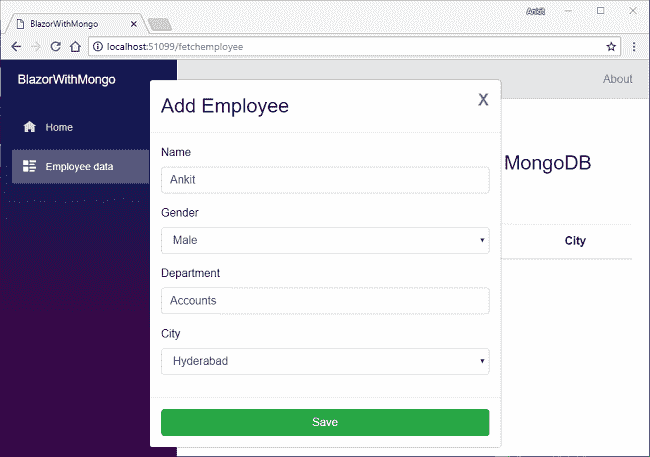 Ankit
BlazorWithMongo
localhost:51099/fetchemployee
BlazorWithMongo
About
Home
Employee data
Add Employee
X
Name
Ankit
Gender
Male
Department
Accounts
City
Hyderabad
Save
MongoDB
City